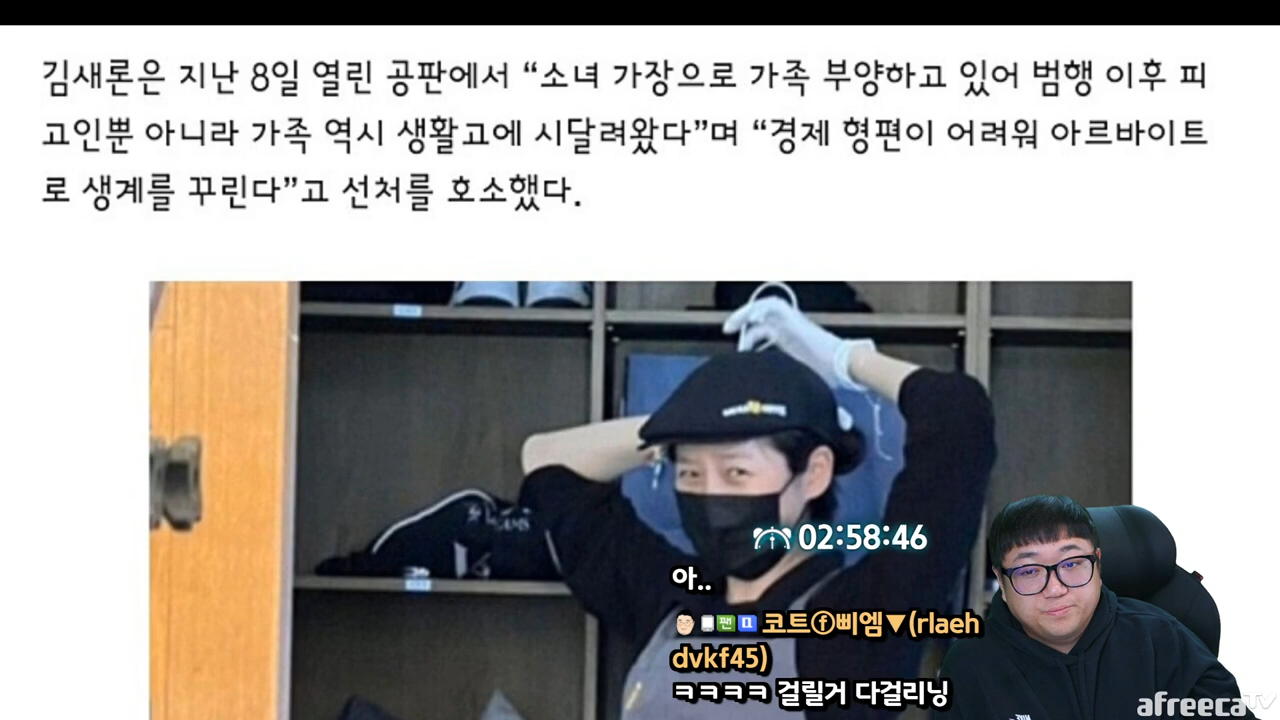 김새론은 지난 8일 열린 공판에서 “소녀 가장으로 가족 부양하고 있어 범행 이후 피
고인뿐 아니라 가족 역시 생활고에 시달려왔다”며 “경제 형편이 어려워 아르바이트
로 생계를 꾸린다”고 선처를 호소했다.
02:58:46
아..
팬 코트ⓕ삐엠▼(rlaeh
dvkf45)
ㅋㅋㅋㅋ 걸릴거 다걸리닝
afreecaTV